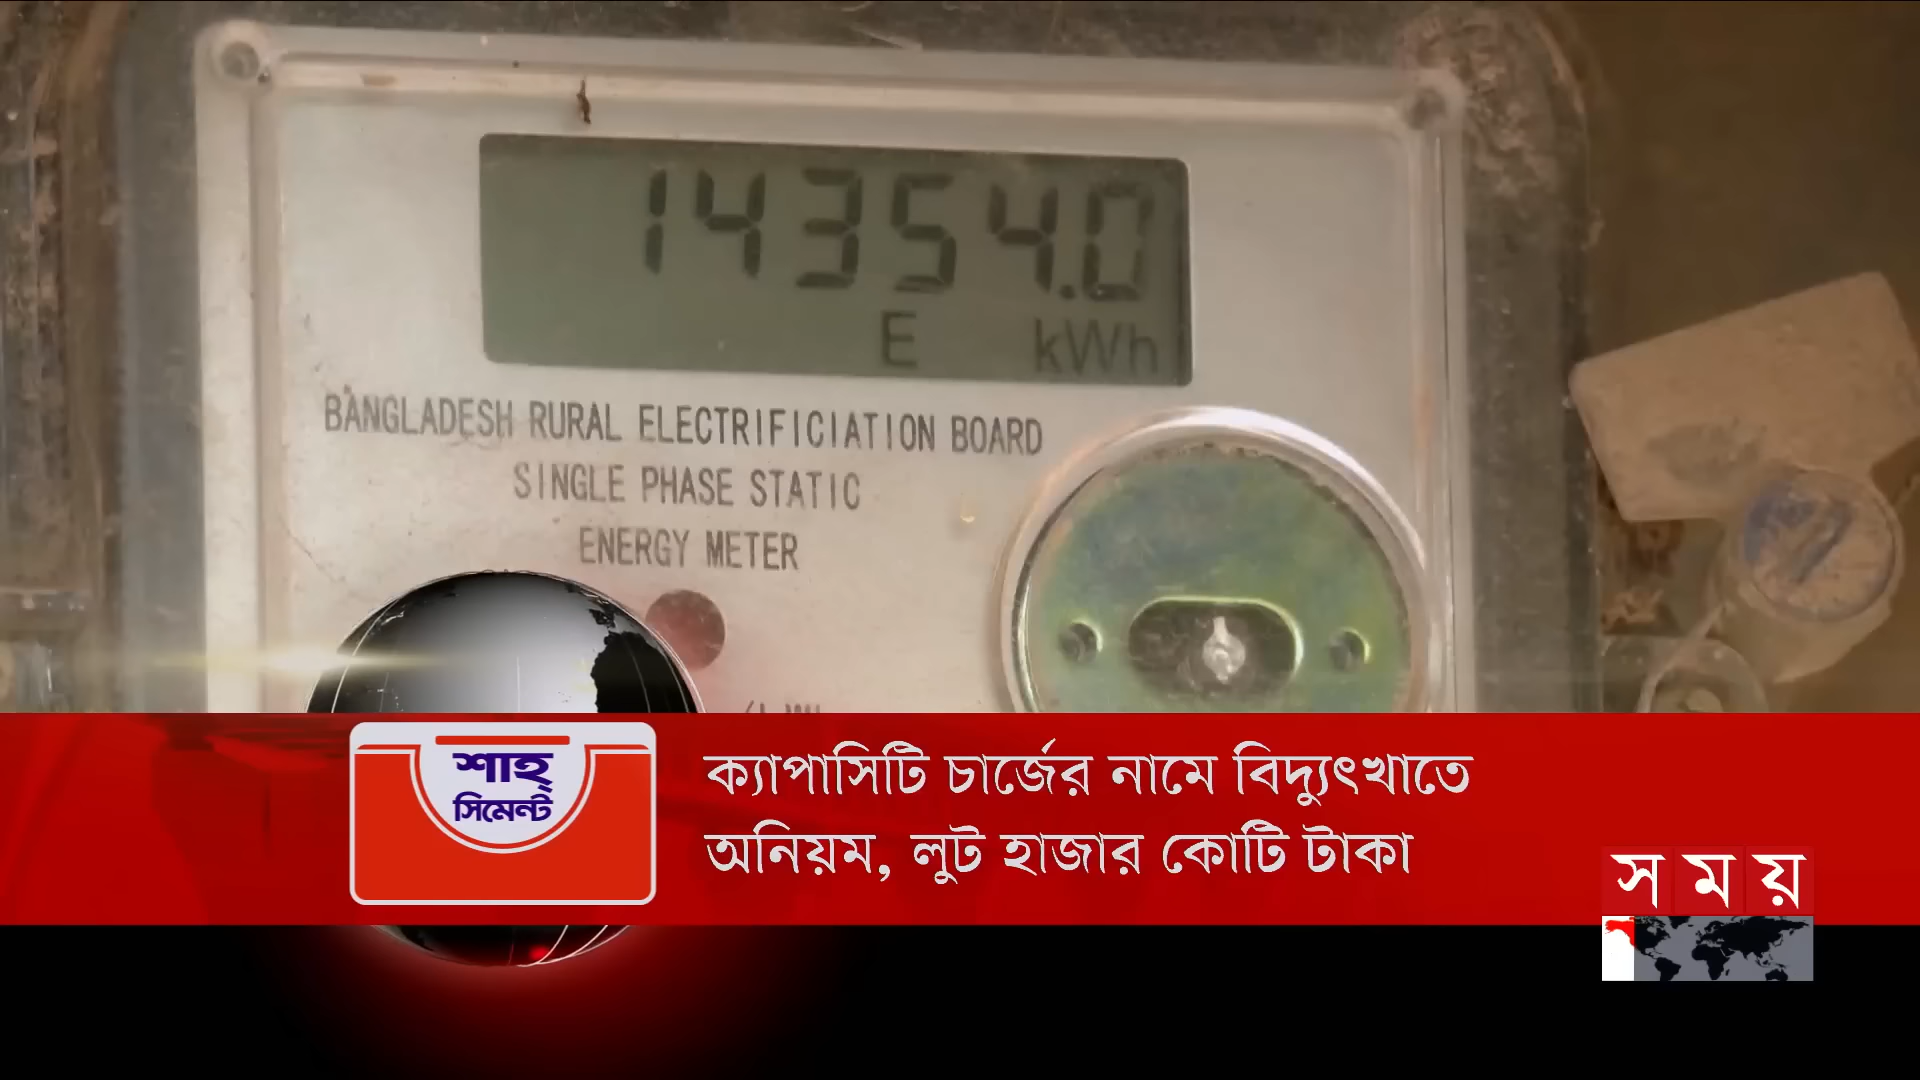 14354.0
E kWh
BANGLADESH RURAL ELECTRIFICIATION BOARD
SINGLE PHASE STATIC
ENERGY METER
শাহ্
সিমেন্ট
ক্যাপাসিটি চার্জের নামে বিদ্যুৎখাতে
অনিয়ম, লুট হাজার কোটি টাকা
সময়